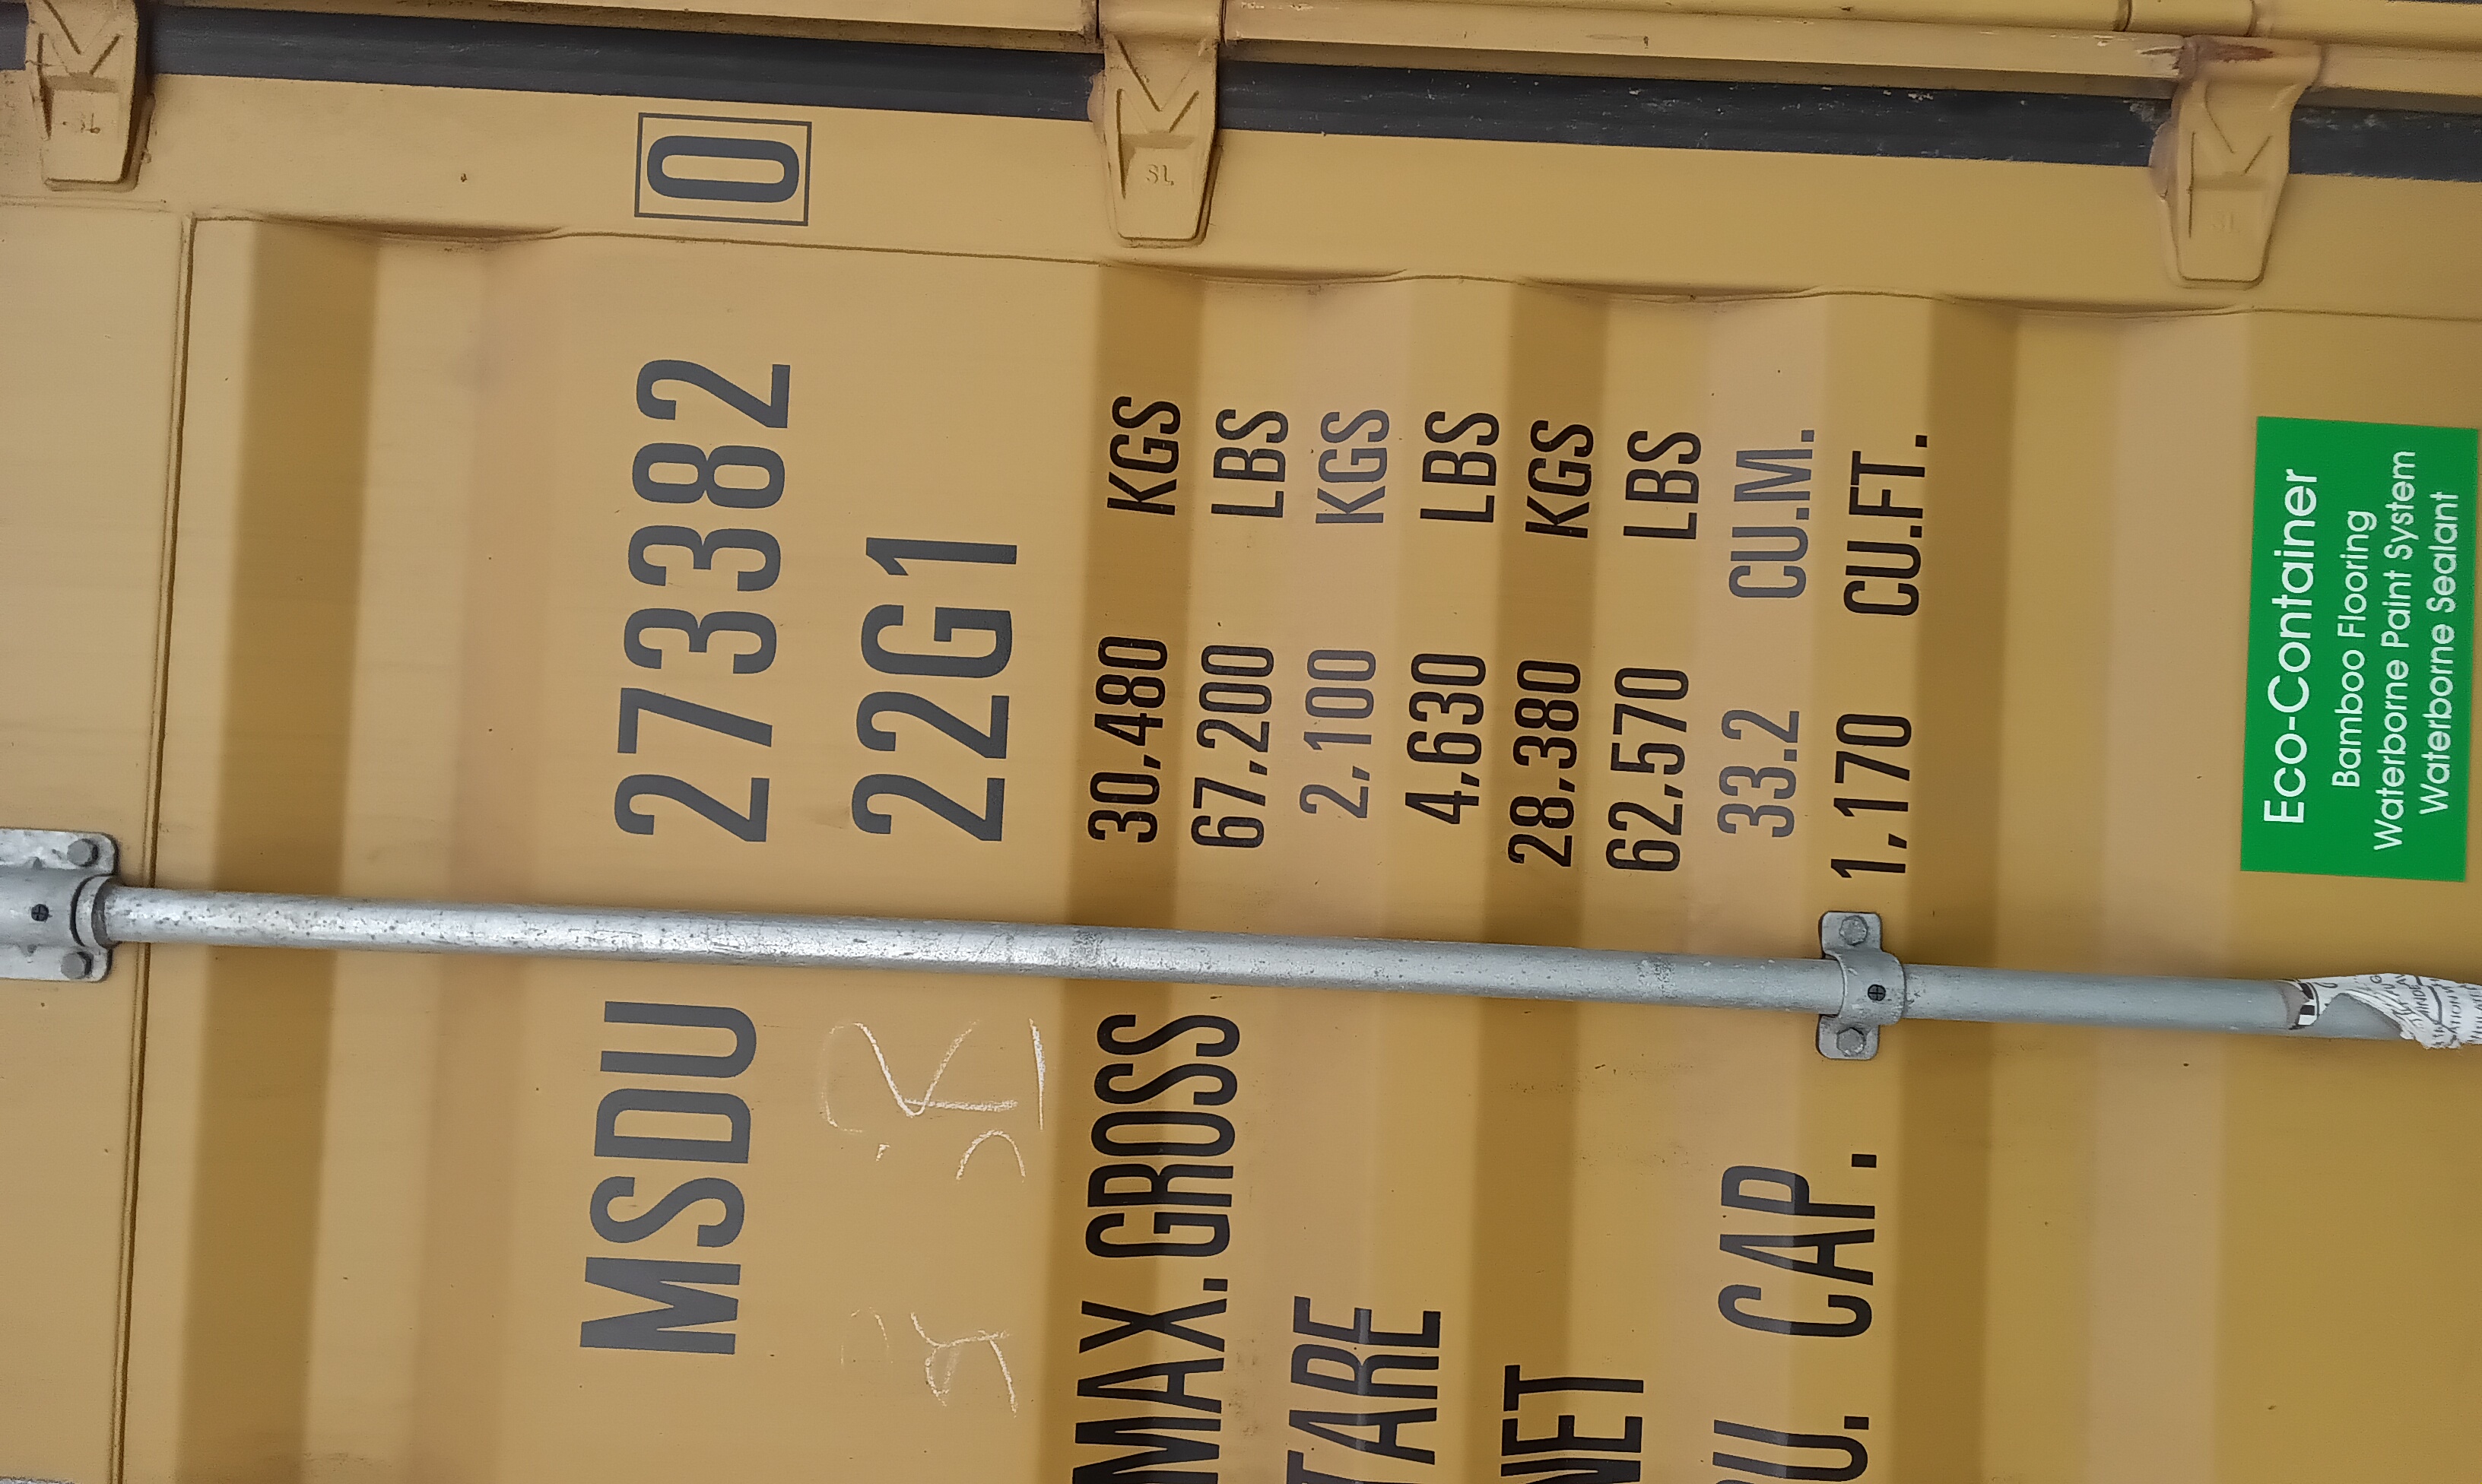 MSDU 273382 0
22G1
MAX. GROSS 30,480 KGS
67,200 LBS
TARE 2,100 KGS
4,630 LBS
NET 28,380 KGS
62,570 LBS
U. CAP. 33.2 CU.M.
1,170 CU.FT.
Eco-Container
Bamboo Flooring
Waterborne Paint System
Waterborne Sealant